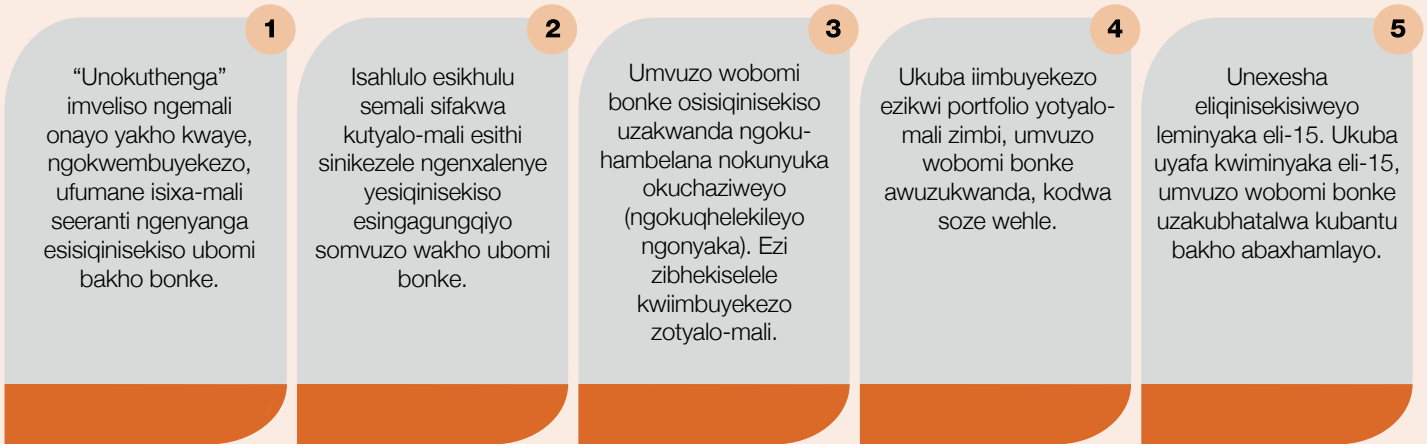 1
“Unokuthenga”
imveliso ngemali
onayo yakho kwaye,
ngokwembuyekezo,
ufumane isixa-mali
seeranti ngenyanga
esisiqinisekiso ubomi
bakho bonke.
2
Isahlulo esikhulu
semali sifakwa
kutyalo-mali esithi
sinikezele ngenxalenye
yesiqinisekiso
esingagungqiyo
somvuzo wakho ubomi
bonke.
3
Umvuzo wobomi
bonke osisiqinisekiso
uzakwanda ngoku-
hambelana nokunyuka
okuchaziweyo
(ngokuqhelekileyo
ngonyaka). Ezi
zibhekiselele
kwiimbuyekezo
zotyalo-mali.
4
Ukuba iimbuyekezo
ezikwi portfolio yotyalo-
mali zimbi, umvuzo
wobomi bonke
awuzukwanda, kodwa
soze wehle.
5
Unexesha
eliqinisekisiweyo
leminyaka eli-15. Ukuba
uyafa kwiminyaka eli-15,
umvuzo wobomi bonke
uzakubhatalwa kubantu
bakho abaxhamlayo.